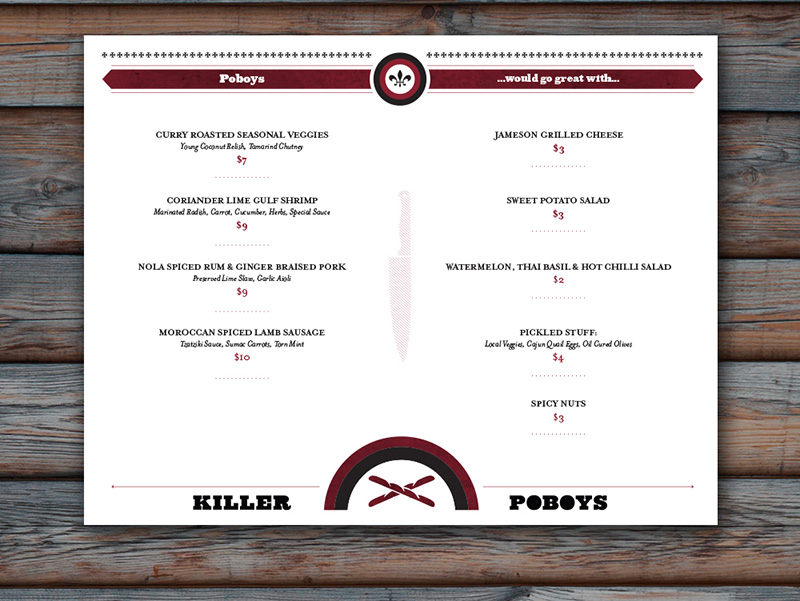 Poboys
CURRY ROASTED SEASONAL VEGGIES
Young Coconut Relish, Tamarind Chutney
$7
CORIANDER LIME GULF SHRIMP
Marinated Radish, Carrot, Cucumber, Herbs, Special Sauce
$9
NOLA SPICED RUM & GINGER BRAISED PORK
Preserved Lime Slaw, Garlic Aioli
$9
MOROCCAN SPICED LAMB SAUSAGE
Tzatziki Sauce, Sumac Carrots, Torn Mint
$10
...would go great with...
JAMESON GRILLED CHEESE
$3
SWEET POTATO SALAD
$3
WATERMELON, THAI BASIL & HOT CHILLI SALAD
$2
PICKLED STUFF:
Local Veggies, Cajun Quail Eggs, Oil Cured Olives
$4
SPICY NUTS
$3
KILLER POBOYS